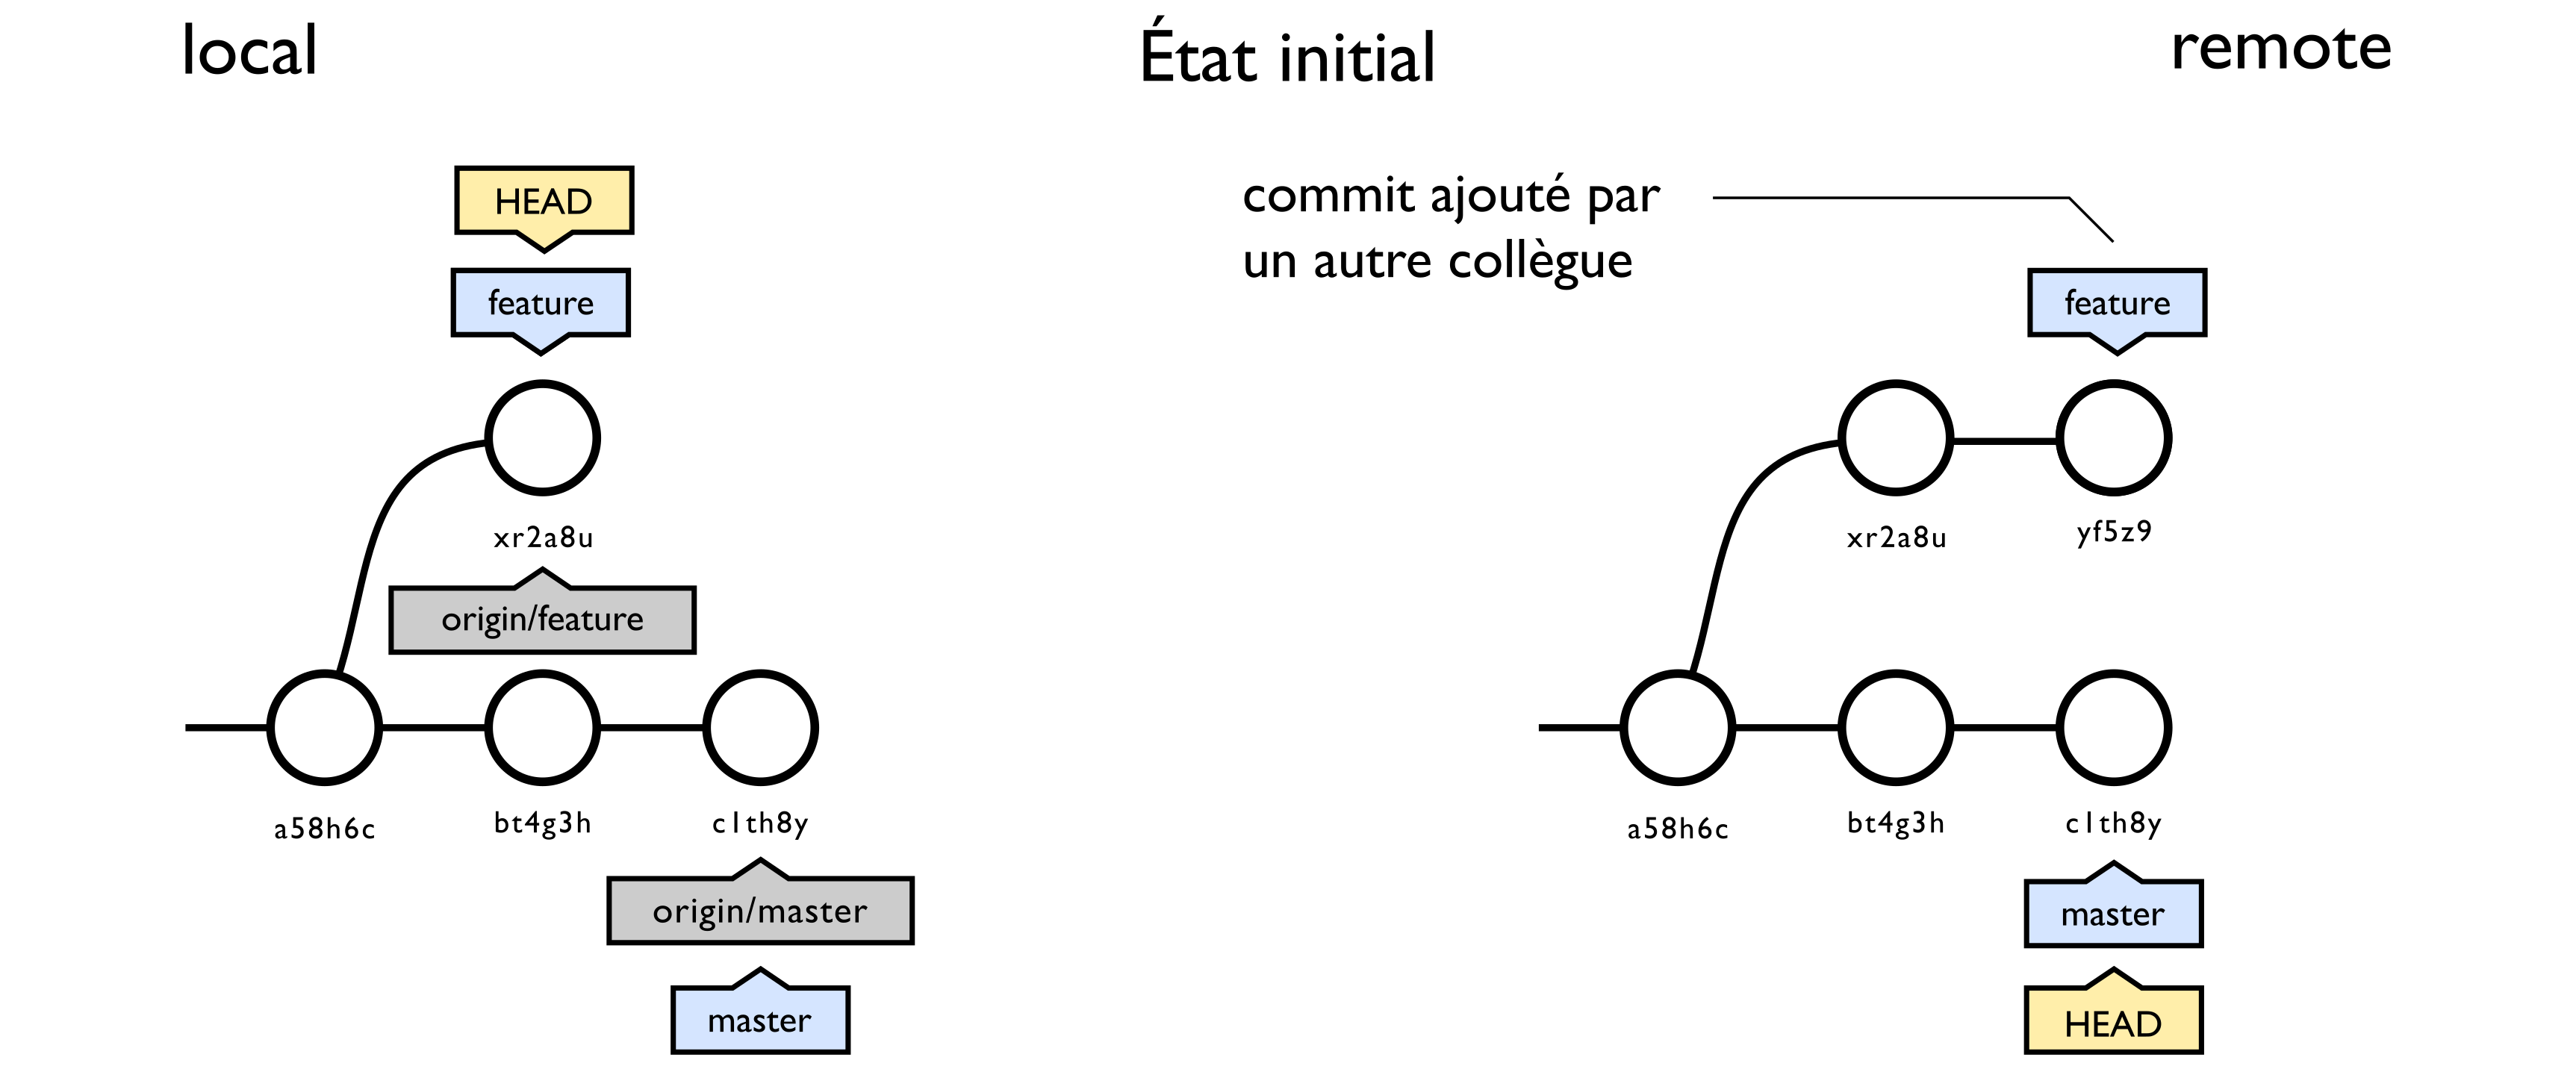 local
État initial
remote
HEAD
commit ajouté par
un autre collègue
feature
feature
xr2a8u
xr2a8u
yf5z9
origin/feature
a58h6c
bt4g3h
c1th8y
a58h6c
bt4g3h
c1th8y
origin/master
master
master
HEAD